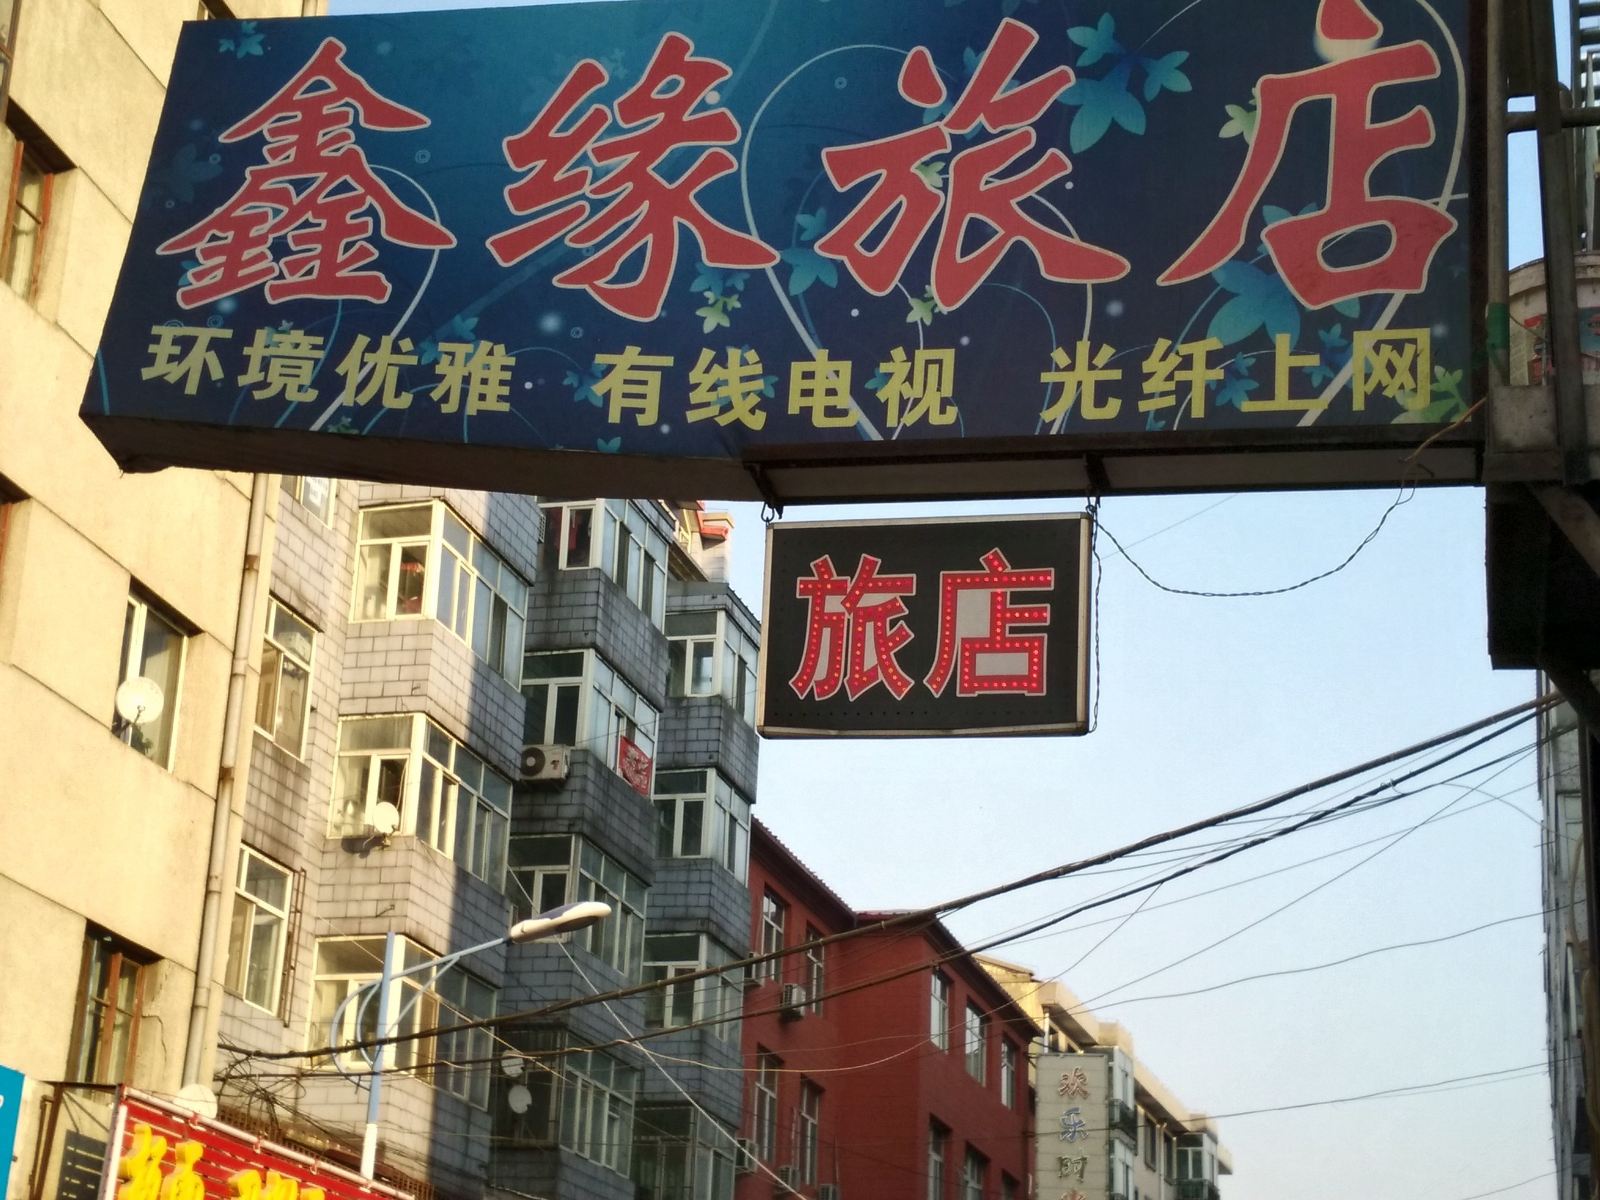 鑫缘旅店
环境优雅 有线电视 光纤上网
旅店
欢乐时